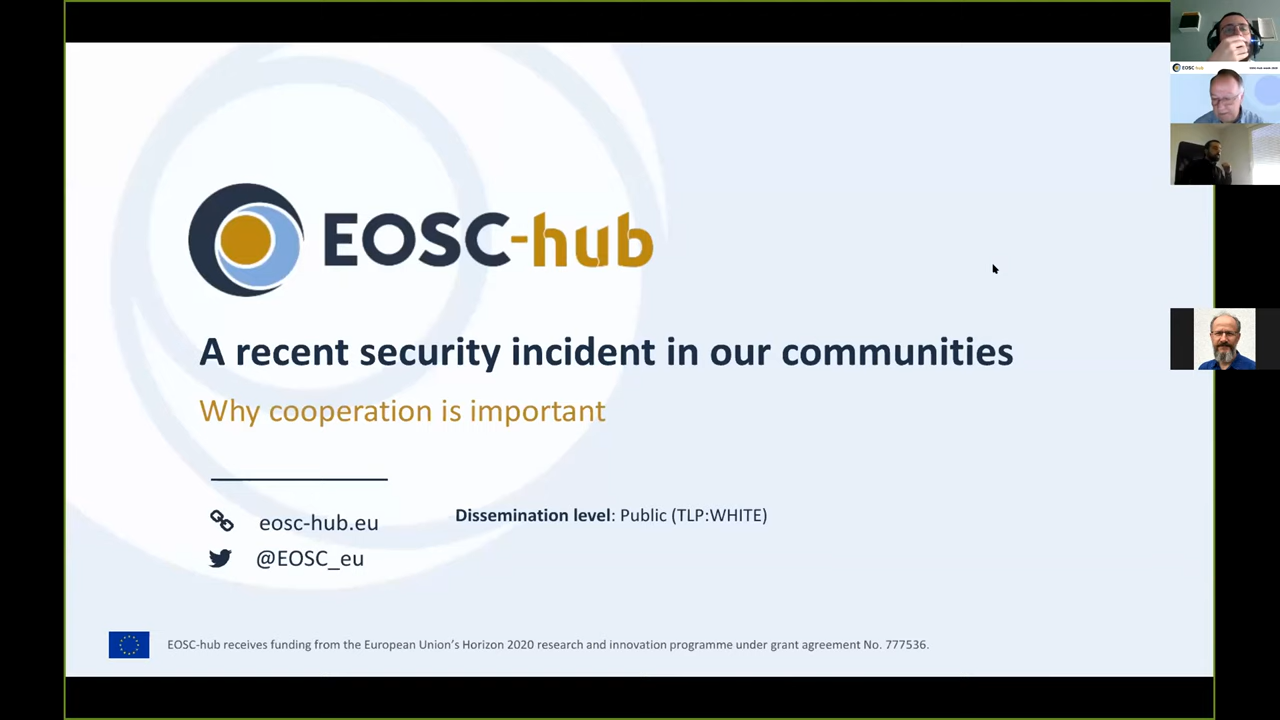 EOSC-hub
A recent security incident in our communities
Why cooperation is important
eosc-hub.eu
Dissemination level: Public (TLP:WHITE)
@EOSC_eu
EOSC-hub receives funding from the European Union's Horizon 2020 research and innovation programme under grant agreement No. 777536.
EOSC-hub